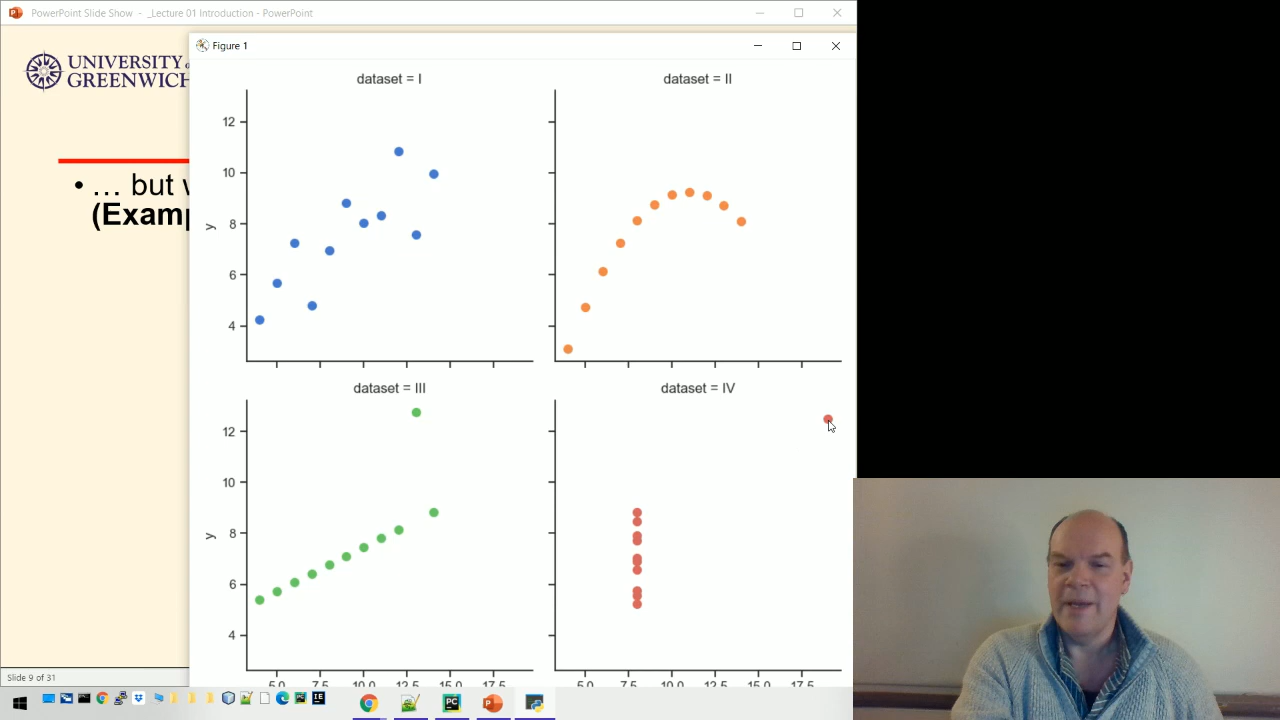 PowerPoint Slide Show - _Lecture 01 Introduction - PowerPoint
UNIVERSITY of
GREENWICH
• … but
(Examp
Figure 1
dataset = I
dataset = II
12
10
8
6
4
y
dataset = III
dataset = IV
12
10
8
6
4
y
5.0 7.5 10.0 12.5 15.0 17.5
5.0 7.5 10.0 12.5 15.0 17.5
Slide 9 of 31
PC
P